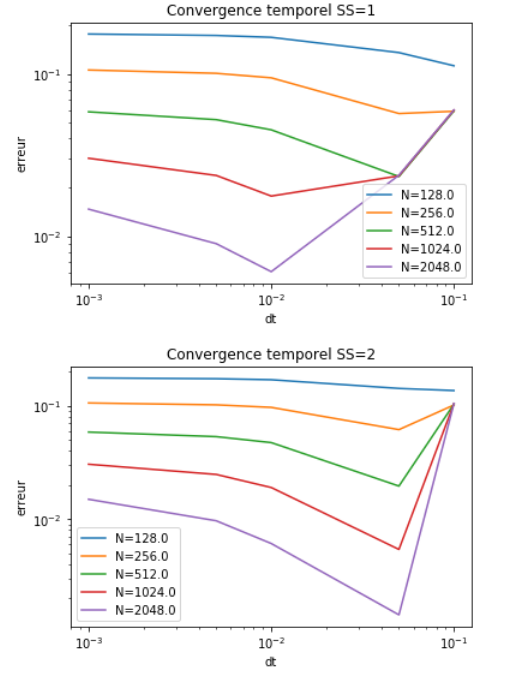 Convergence temporel SS=1
10⁻¹
erreur
10⁻²
N=128.0
N=256.0
N=512.0
N=1024.0
N=2048.0
10⁻³ 10⁻² 10⁻¹
dt
Convergence temporel SS=2
10⁻¹
erreur
10⁻²
N=128.0
N=256.0
N=512.0
N=1024.0
N=2048.0
10⁻³ 10⁻² 10⁻¹
dt